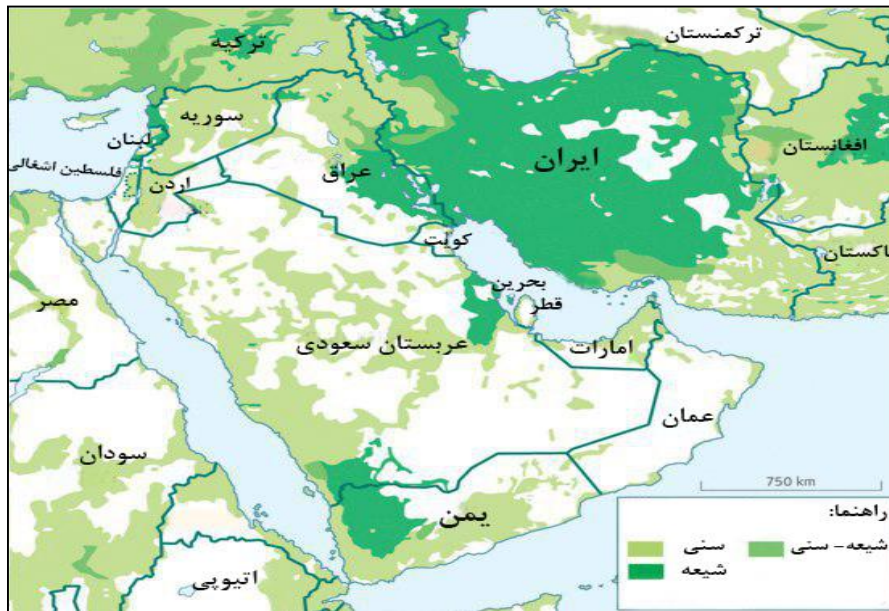 ترکیه
ترکمنستان
سوریه
لبنان
فلسطین اشغالی
اردن
عراق
ایران
افغانستان
پاکستان
کویت
بحرین
قطر
مصر
عربستان سعودی
امارات
عمان
سودان
یمن
اتیوپی
750 km
راهنما:
سنی
شیعه - سنی
شیعه